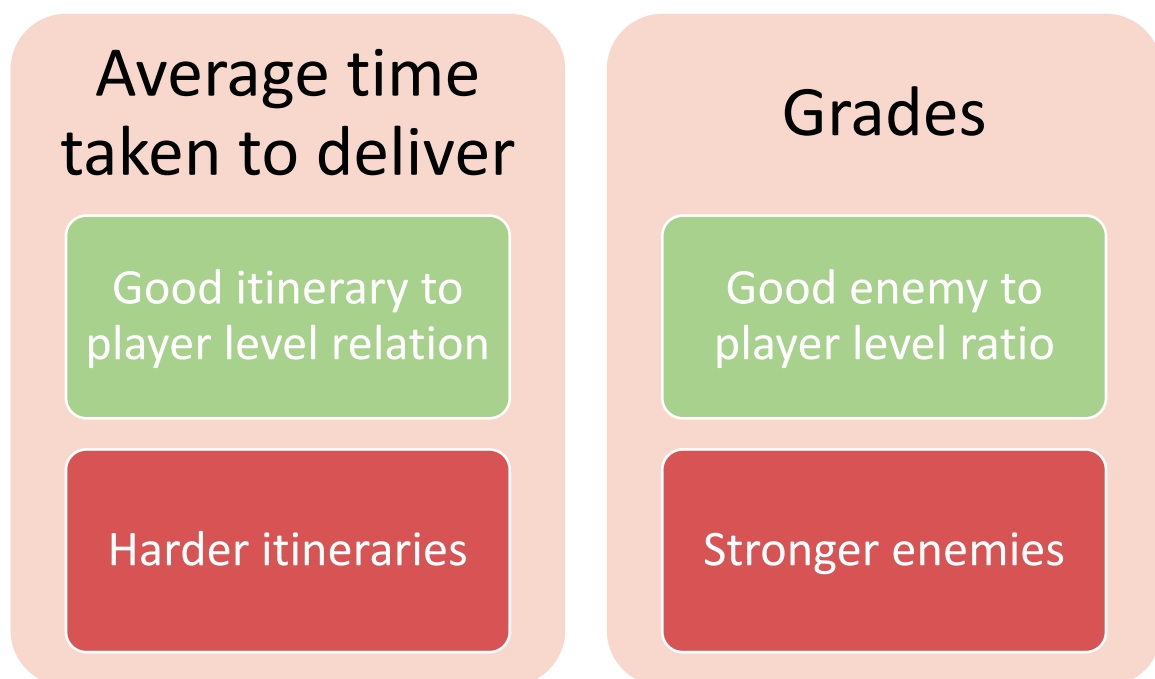 Average time
taken to deliver
Good itinerary to
player level relation
Harder itineraries
Grades
Good enemy to
player level ratio
Stronger enemies